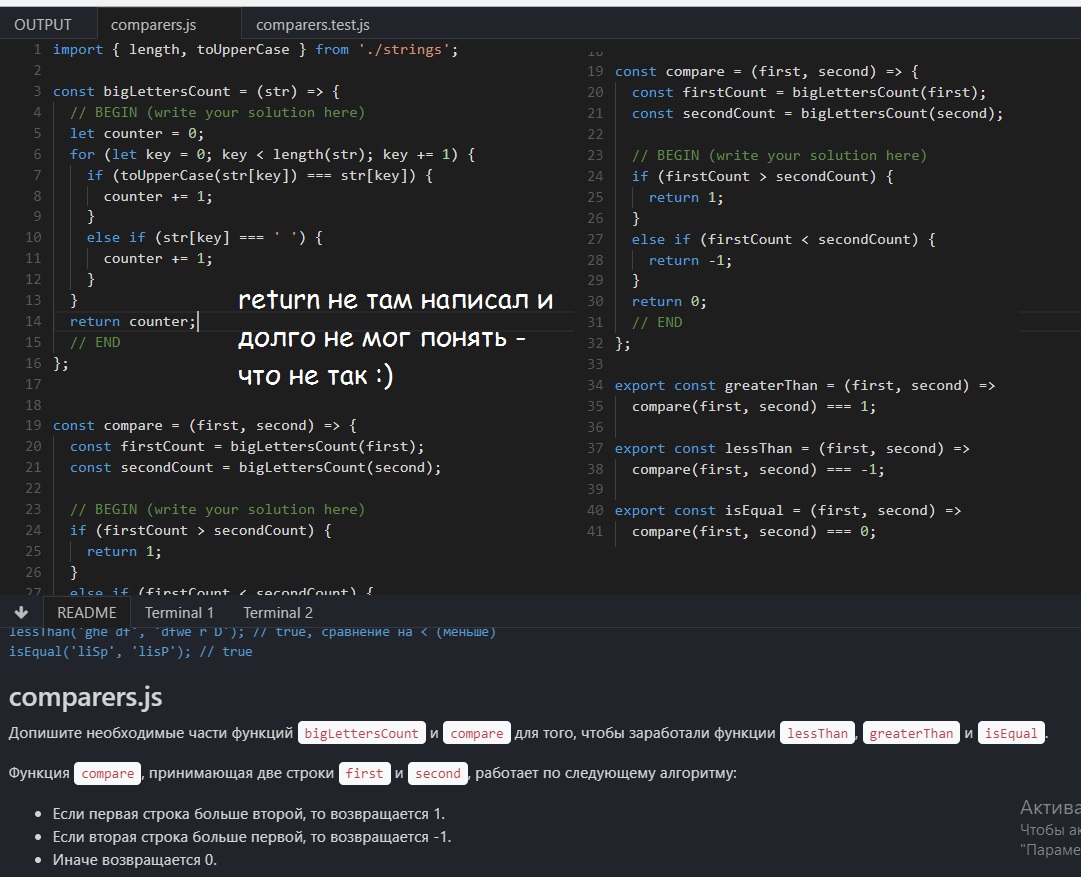 OUTPUT
comparers.js
comparers.test.js
1 import { length, toUpperCase } from './strings';
2
3 const bigLettersCount = (str) => {
4 // BEGIN (write your solution here)
5 let counter = 0;
6 for (let key = 0; key < length(str); key += 1) {
7 if (toUpperCase(str[key]) === str[key]) {
8 counter += 1;
9 }
10 else if (str[key] === ' ') {
11 counter += 1;
12 }
13 }
14 return counter;
15 // END
16 };
17
18
19 const compare = (first, second) => {
20 const firstCount = bigLettersCount(first);
21 const secondCount = bigLettersCount(second);
22
23 // BEGIN (write your solution here)
24 if (firstCount > secondCount) {
25 return 1;
26 }
27 else if (firstCount < secondCount) {
return не там написал и
долго не мог понять -
что не так :)
18
19 const compare = (first, second) => {
20 const firstCount = bigLettersCount(first);
21 const secondCount = bigLettersCount(second);
22
23 // BEGIN (write your solution here)
24 if (firstCount > secondCount) {
25 return 1;
26 }
27 else if (firstCount < secondCount) {
28 return -1;
29 }
30 return 0;
31 // END
32 };
33
34 export const greaterThan = (first, second) =>
35 compare(first, second) === 1;
36
37 export const lessThan = (first, second) =>
38 compare(first, second) === -1;
39
40 export const isEqual = (first, second) =>
41 compare(first, second) === 0;
README
Terminal 1
Terminal 2
lessThan('ghe df', 'dfwe r D'); // true, сравнение на < (меньше)
isEqual('liSp', 'lisP'); // true
comparers.js
Допишите необходимые части функций bigLettersCount и compare для того, чтобы заработали функции lessThan, greaterThan и isEqual.
Функция compare, принимающая две строки first и second, работает по следующему алгоритму:
• Если первая строка больше второй, то возвращается 1.
• Если вторая строка больше первой, то возвращается -1.
• Иначе возвращается 0.
Актива
Чтобы ак
"Параме